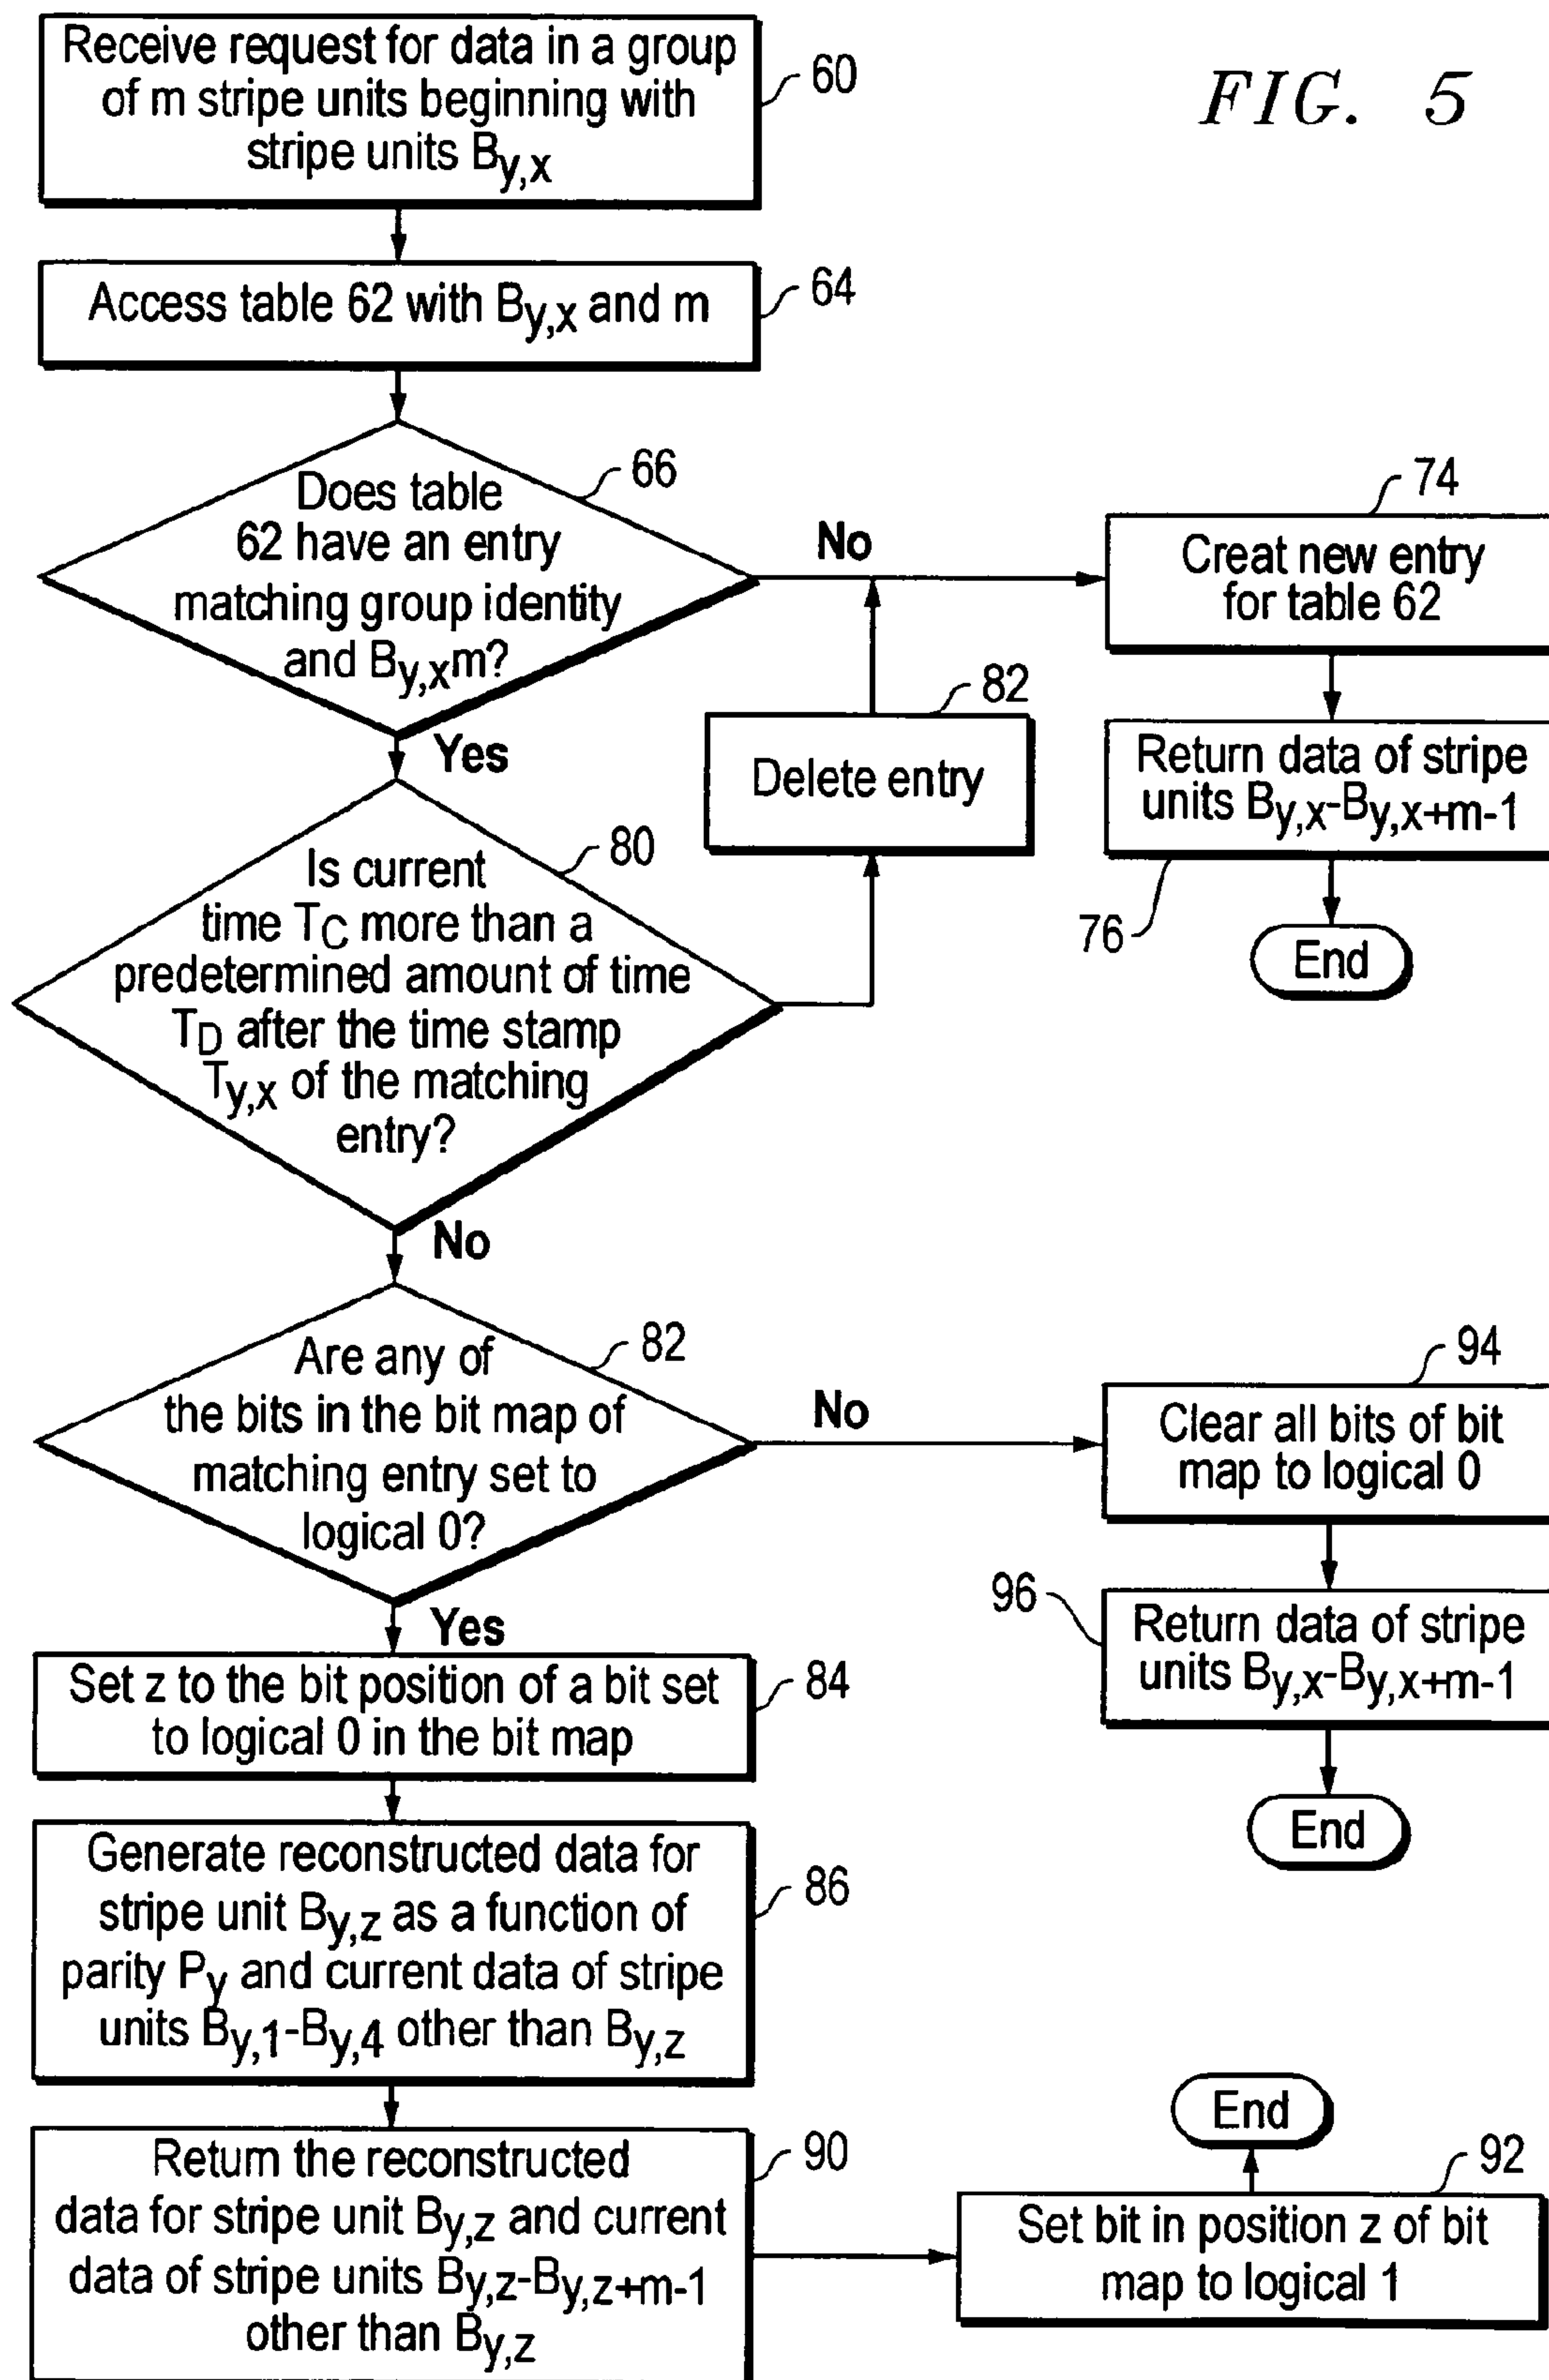 FIG. 5
Receive request for data in a group
of m stripe units beginning with
stripe units By,x
60
Access table 62 with By,x and m
64
Does table
62 have an entry
matching group identity
and By,xm?
66
No
Yes
74
Creat new entry
for table 62
82
Delete entry
Return data of stripe
units By,x-By,x+m-1
76
End
Is current
time TC more than a
predetermined amount of time
TD after the time stamp
Ty,x of the matching
entry?
80
No
Are any of
the bits in the bit map of
matching entry set to
logical 0?
82
No
Yes
94
Clear all bits of bit
map to logical 0
96
Return data of stripe
units By,x-By,x+m-1
End
Set z to the bit position of a bit set
to logical 0 in the bit map
84
Generate reconstructed data for
stripe unit By,z as a function of
parity Py and current data of stripe
units By,1-By,4 other than By,z
86
Return the reconstructed
data for stripe unit By,z and current
data of stripe units By,z-By,z+m-1
other than By,z
90
End
92
Set bit in position z of bit
map to logical 1